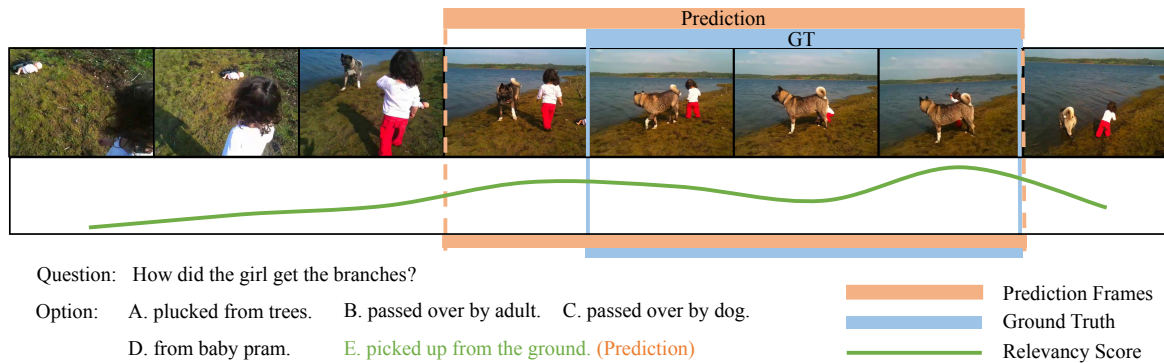 Prediction
GT
Question: How did the girl get the branches?
Option: A. plucked from trees. B. passed over by adult. C. passed over by dog.
D. from baby pram. E. picked up from the ground. (Prediction)
Prediction Frames
Ground Truth
Relevancy Score